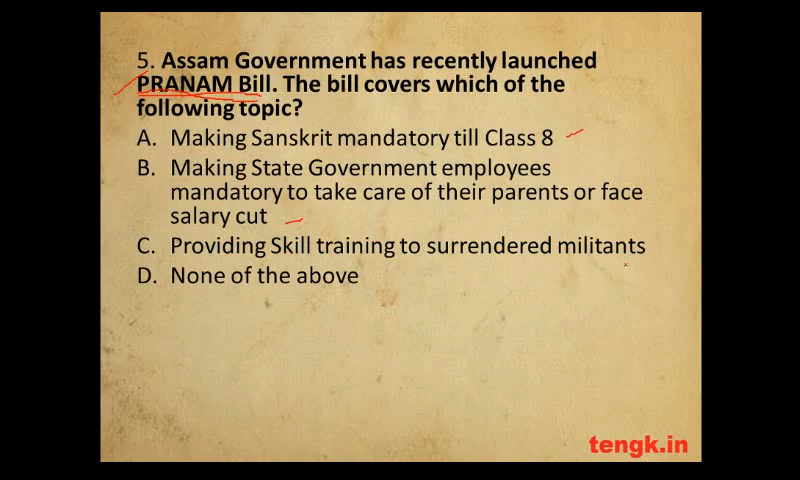 5. Assam Government has recently launched
PRANAM Bill. The bill covers which of the
following topic?
A. Making Sanskrit mandatory till Class 8
B. Making State Government employees
mandatory to take care of their parents or face
salary cut
C. Providing Skill training to surrendered militants
D. None of the above
tengk.in